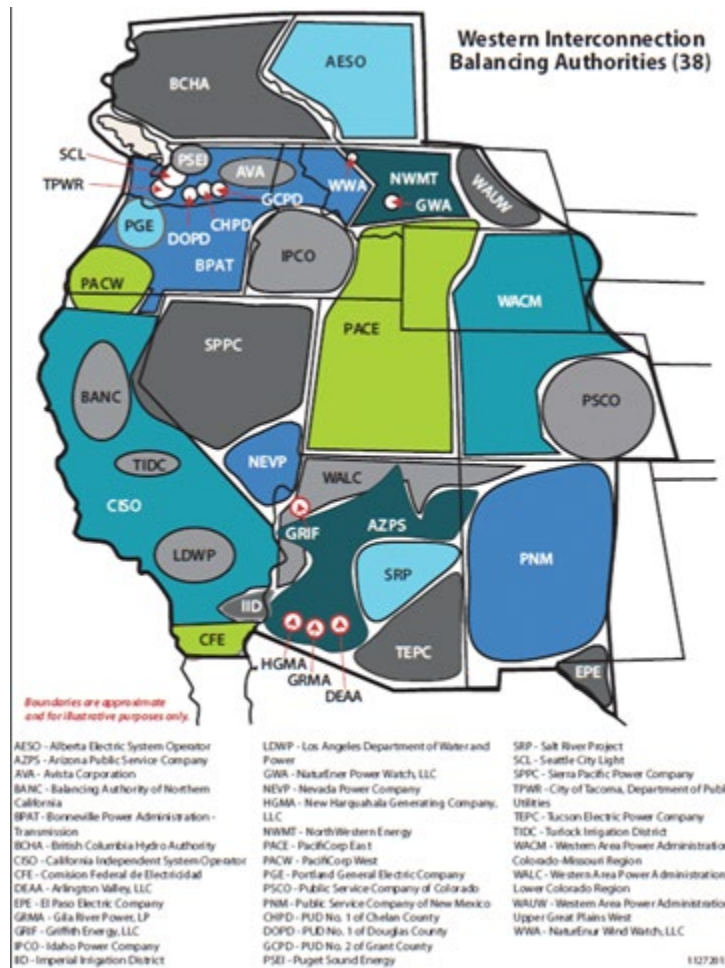 Western Interconnection
Balancing Authorities (38)
AESO
BCHA
SCL
PSEI
TPWR
AVA
WWA
NWMT
WAUW
GCPD
GWA
CHPD
DOPD
PGE
BPAT
IPCO
PACW
WACM
PACE
SPPC
BANC
PSCO
TIDC
NEVP
WALC
CISO
GRIF
AZPS
LDWP
SRP
PNM
IID
CFE
HGMA
GRMA
DEAA
TEPC
EPE
Boundaries are approximate
and for illustrative purposes only.
AESO - Alberta Electric System Operator
AZPS - Arizona Public Service Company
AVA - Avista Corporation
BANC - Balancing Authority of Northern
California
BPAT - Bonneville Power Administration -
Transmission
BCHA - British Columbia Hydro Authority
CISO - California Independent System Operator
CFE - Comision Federal de Electricidad
DEAA - Arlington Valley, LLC
EPE - El Paso Electric Company
GRMA - Gila River Power, LP
GRIF - Griffith Energy, LLC
IPCO - Idaho Power Company
IID - Imperial Irrigation District
LDWP - Los Angeles Department of Water and
Power
GWA - NaturEner Power Watch, LLC
NEVP - Nevada Power Company
HGMA - New Harquahala Generating Company,
LLC
NWMT - NorthWestern Energy
PACE - PacifiCorp East
PACW - PacifiCorp West
PGE - Portland General Electric Company
PSCO - Public Service Company of Colorado
PNM - Public Service Company of New Mexico
CHPD - PUD No. 1 of Chelan County
DOPD - PUD No. 1 of Douglas County
GCPD - PUD No. 2 of Grant County
PSEI - Puget Sound Energy
SRP - Salt River Project
SCL - Seattle City Light
SPPC - Sierra Pacific Power Company
TPWR - City of Tacoma, Department of Publ
Utilities
TEPC - Tucson Electric Power Company
TIDC - Turlock Irrigation District
WACM - Western Area Power Administration
Colorado-Missouri Region
WALC - Western Area Power Administration
Lower Colorado Region
WAUW - Western Area Power Administration
Upper Great Plains West
WWA - NaturEnur Wind Watch, LLC